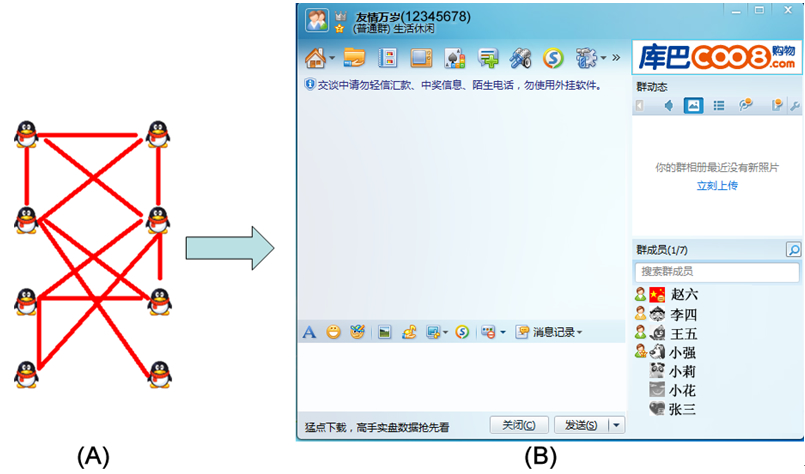 友情万岁(12345678)
(普通群) 生活休闲
库巴COO8购物.com
交谈中请勿轻信汇款、中奖信息、陌生电话，勿使用外挂软件。
群动态
你的群相册最近没有新照片
立刻上传
群成员(1/7)
搜索群成员
赵六
李四
王五
小强
小莉
小花
张三
消息记录
猛点下载，高手实盘数据抢先看
关闭(C)
发送(S)
(A)
(B)